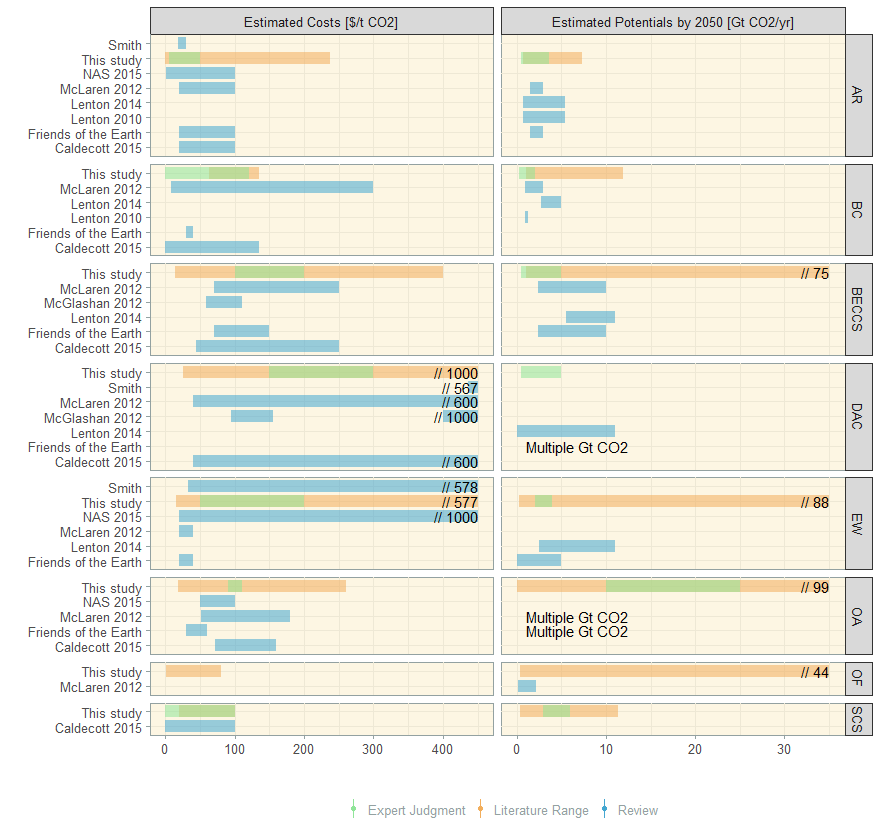 Estimated Costs [$/t CO2] Estimated Potentials by 2050 [Gt CO2/yr]
Smith
This study
NAS 2015
McLaren 2012
Lenton 2014
Lenton 2010
Friends of the Earth
Caldecott 2015
AR
This study
McLaren 2012
Lenton 2014
Lenton 2010
Friends of the Earth
Caldecott 2015
BC
This study // 75
McLaren 2012
McGlashan 2012
Lenton 2014
Friends of the Earth
Caldecott 2015
BECCS
This study // 1000
Smith // 567
McLaren 2012 // 600
McGlashan 2012 // 1000
Lenton 2014
Friends of the Earth Multiple Gt CO2
Caldecott 2015 // 600
DAC
Smith // 578
This study // 577 // 88
NAS 2015 // 1000
McLaren 2012
Lenton 2014
Friends of the Earth
EW
This study // 99
NAS 2015
McLaren 2012 Multiple Gt CO2
Friends of the Earth Multiple Gt CO2
Caldecott 2015
OA
This study // 44
McLaren 2012
OF
This study
Caldecott 2015
SCS
0 100 200 300 400 0 10 20 30
Expert Judgment Literature Range Review